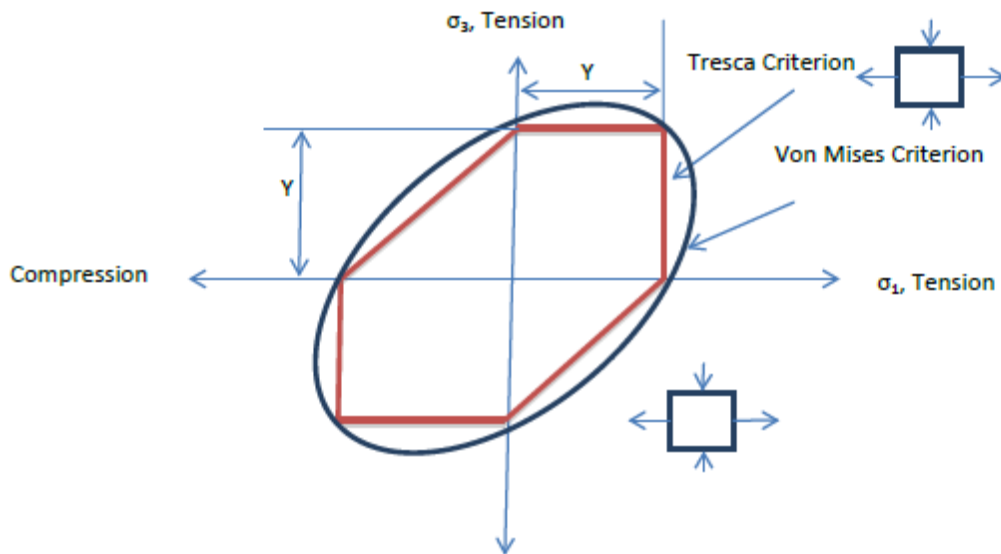 σ₃, Tension
Y
Tresca Criterion
Von Mises Criterion
Y
Compression
σ₁, Tension